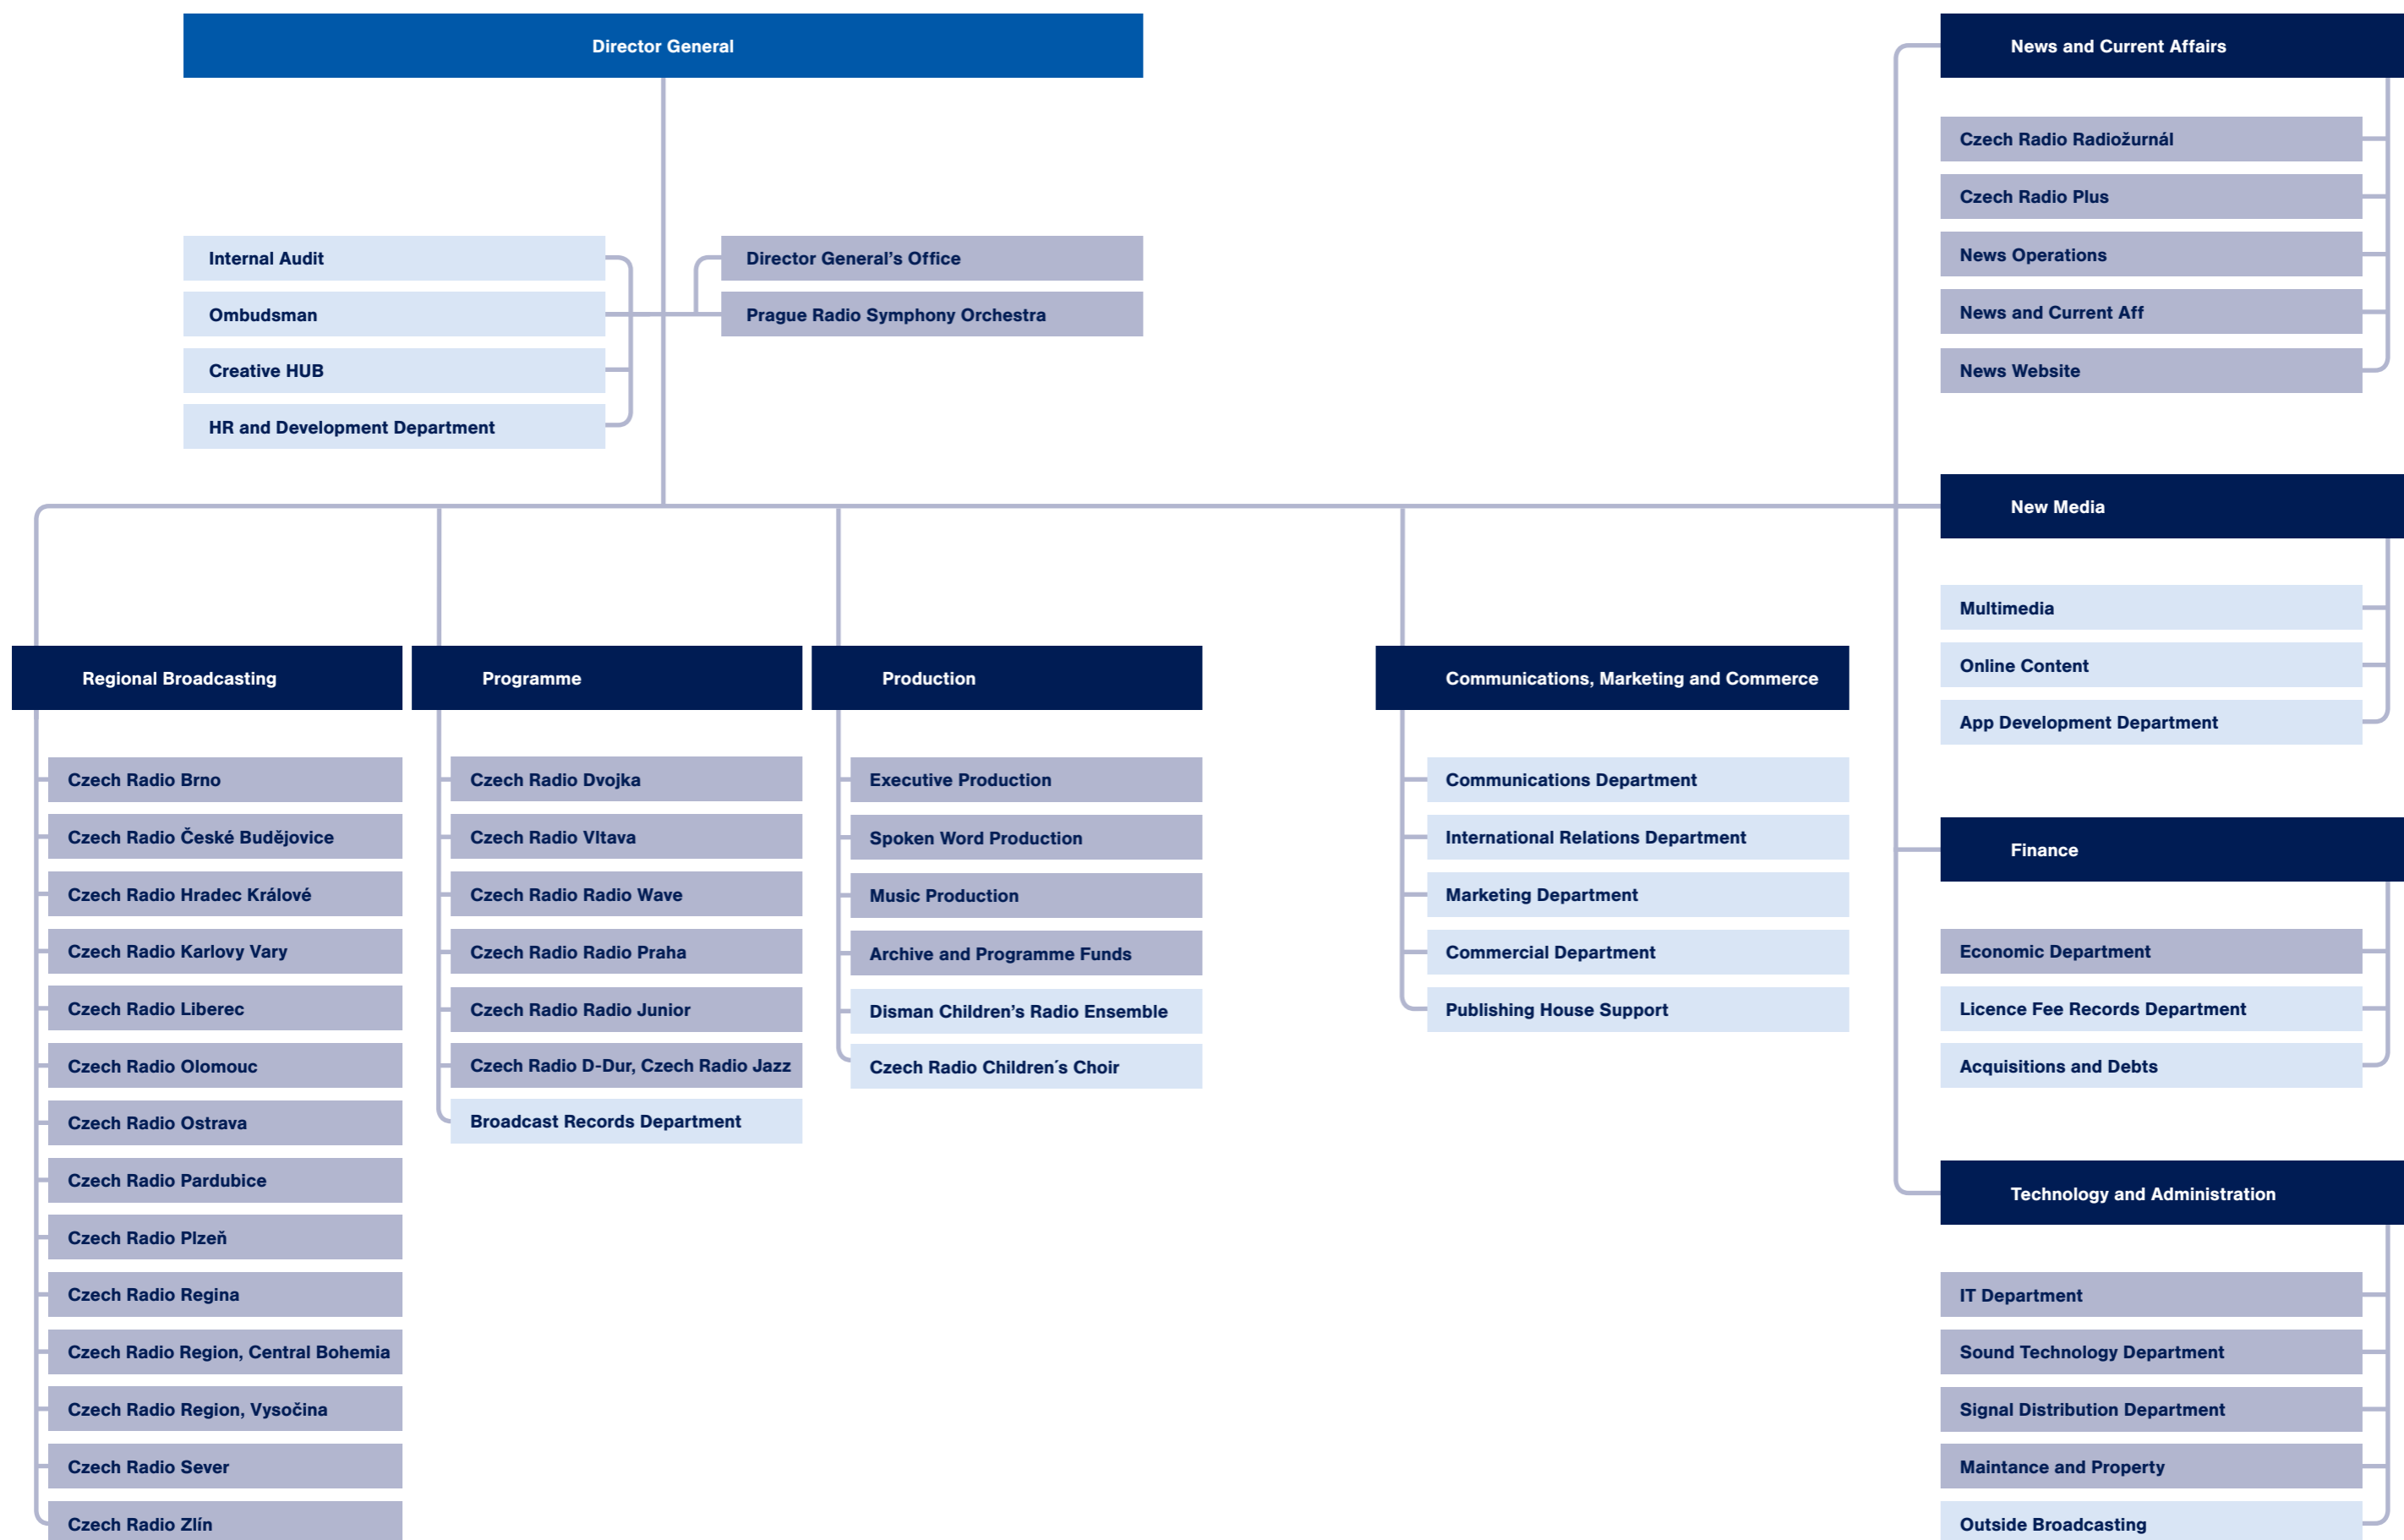 Director General
Internal Audit
Ombudsman
Creative HUB
HR and Development Department
Director General’s Office
Prague Radio Symphony Orchestra
Regional Broadcasting
Czech Radio Brno
Czech Radio České Budějovice
Czech Radio Hradec Králové
Czech Radio Karlovy Vary
Czech Radio Liberec
Czech Radio Olomouc
Czech Radio Ostrava
Czech Radio Pardubice
Czech Radio Plzeň
Czech Radio Regina
Czech Radio Region, Central Bohemia
Czech Radio Region, Vysočina
Czech Radio Sever
Czech Radio Zlín
Programme
Czech Radio Dvojka
Czech Radio Vltava
Czech Radio Radio Wave
Czech Radio Radio Praha
Czech Radio Radio Junior
Czech Radio D-Dur, Czech Radio Jazz
Broadcast Records Department
Production
Executive Production
Spoken Word Production
Music Production
Archive and Programme Funds
Disman Children’s Radio Ensemble
Czech Radio Children´s Choir
Communications, Marketing and Commerce
Communications Department
International Relations Department
Marketing Department
Commercial Department
Publishing House Support
News and Current Affairs
Czech Radio Radiožurnál
Czech Radio Plus
News Operations
News and Current Aff
News Website
New Media
Multimedia
Online Content
App Development Department
Finance
Economic Department
Licence Fee Records Department
Acquisitions and Debts
Technology and Administration
IT Department
Sound Technology Department
Signal Distribution Department
Maintance and Property
Outside Broadcasting